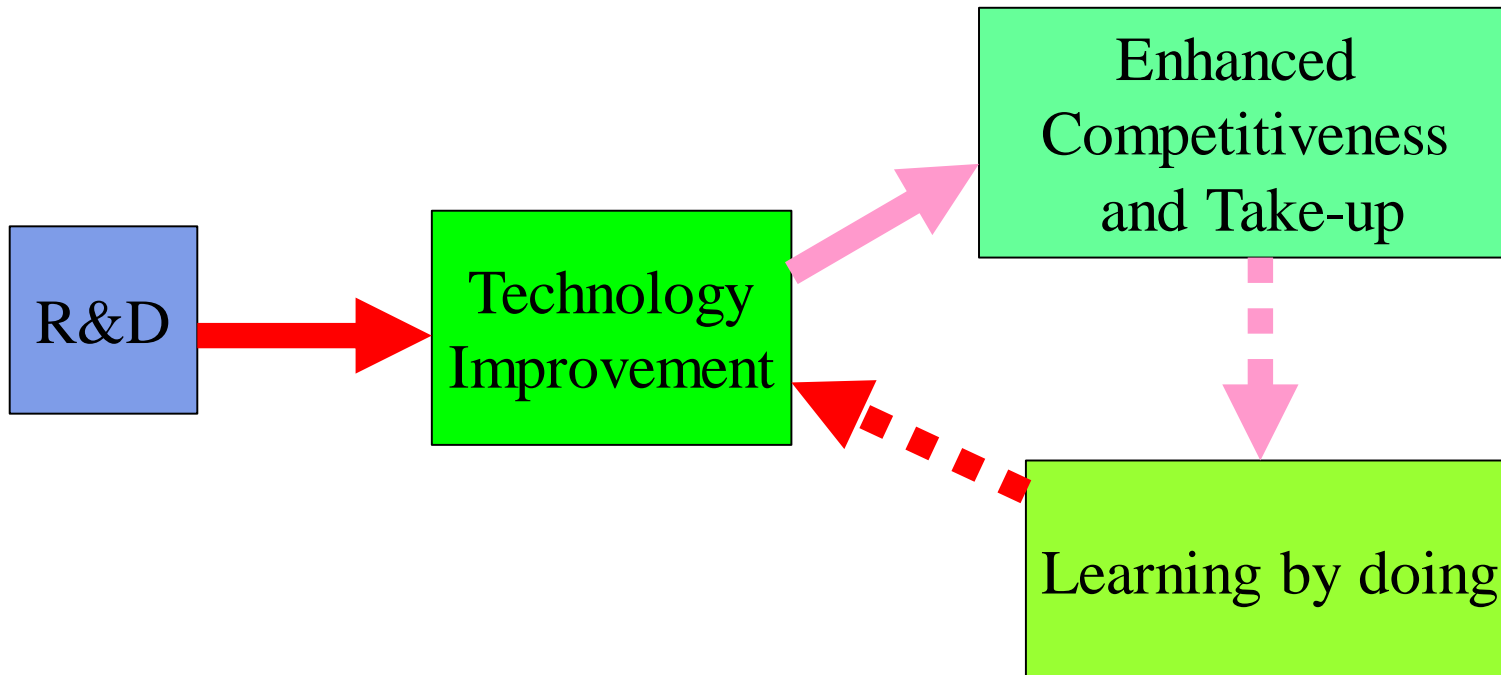 R&D
Technology
Improvement
Enhanced
Competitiveness
and Take-up
Learning by doing